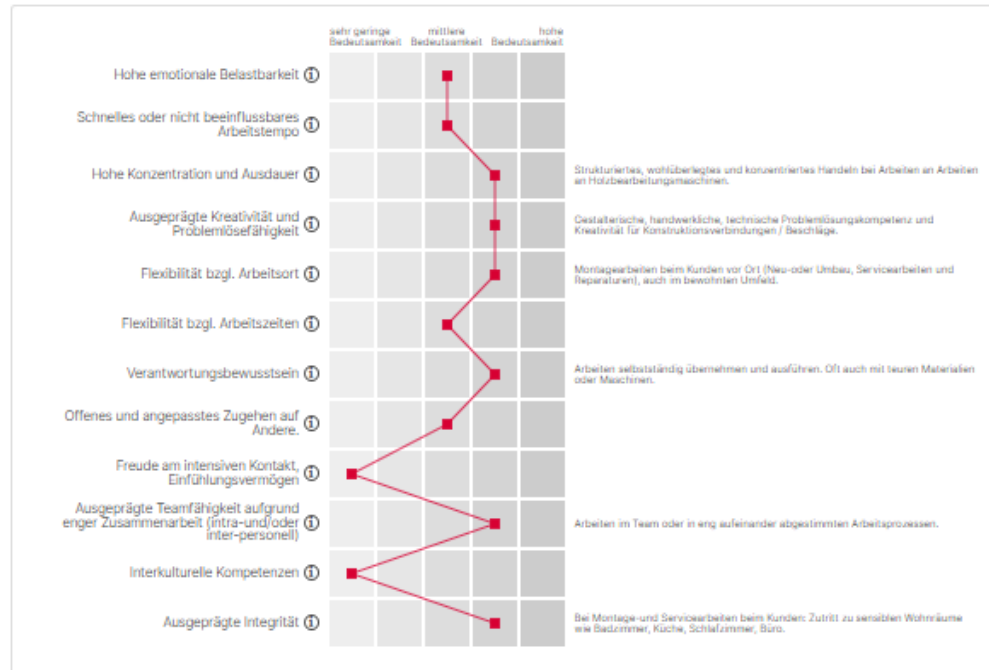 sehr geringe
Bedeutsamkeit
mittlere
Bedeutsamkeit
hohe
Bedeutsamkeit
Hohe emotionale Belastbarkeit
Schnelles oder nicht beeinflussbares
Arbeitstempo
Hohe Konzentration und Ausdauer
Strukturiertes, wohlüberlegtes und konzentriertes Handeln bei Arbeiten an Arbeiten
an Holzbearbeitungsmaschinen.
Ausgeprägte Kreativität und
Problemlösefähigkeit
Gestalterische, handwerkliche, technische Problemlösungskompetenz und
Kreativität für Konstruktionsverbindungen / Beschläge.
Flexibilität bzgl. Arbeitsort
Montagearbeiten beim Kunden vor Ort (Neu-oder Umbau, Servicearbeiten und
Reparaturen), auch im bewohnten Umfeld.
Flexibilität bzgl. Arbeitszeiten
Verantwortungsbewusstsein
Arbeiten selbstständig übernehmen und ausführen. Oft auch mit teuren Materialien
oder Maschinen.
Offenes und angepasstes Zugehen auf
Andere.
Freude am intensiven Kontakt,
Einfühlungsvermögen
Ausgeprägte Teamfähigkeit aufgrund
enger Zusammenarbeit (intra-und/oder
inter-personell)
Arbeiten im Team oder in eng aufeinander abgestimmten Arbeitsprozessen.
Interkulturelle Kompetenzen
Ausgeprägte Integrität
Bei Montage-und Servicearbeiten beim Kunden: Zutritt zu sensiblen Wohnräume
wie Badzimmer, Küche, Schlafzimmer, Büro.